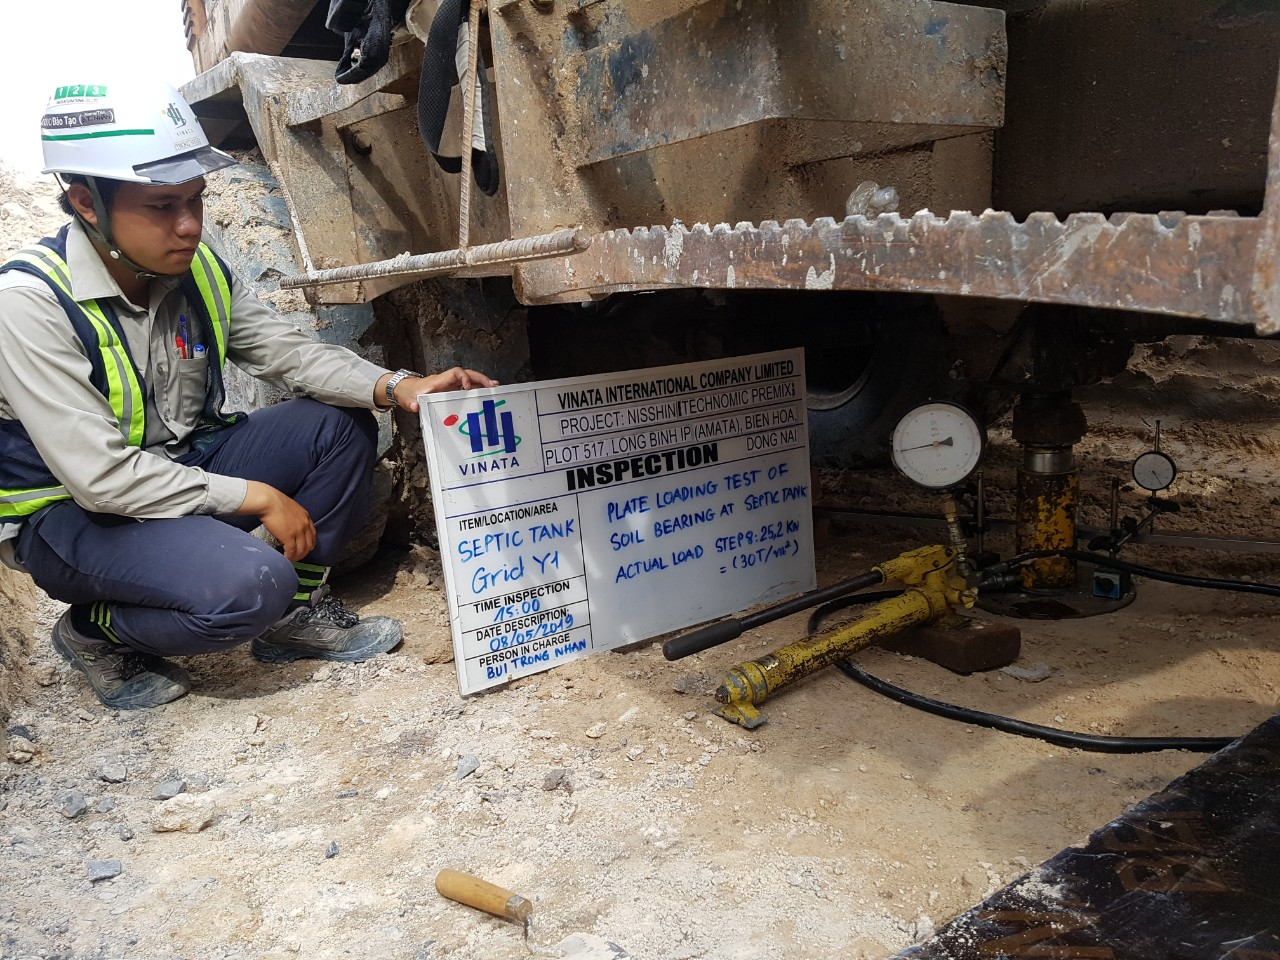 Đào Tạo
VINATA
VINATA INTERNATIONAL COMPANY LIMITED
PROJECT: NISSHIN TECHNOMIC PREMIX
PLOT 517, LONG BINH IP (AMATA), BIEN HOA,
DONG NAI
VINATA
INSPECTION
ITEM/LOCATION/AREA
SEPTIC TANK
Grid Y1
TIME INSPECTION
15:00
DATE DESCRIPTION:
08/05/2019
PERSON IN CHARGE
BUI TRONG NHAN
PLATE LOADING TEST OF
SOIL BEARING AT SEPTIC TANK
ACTUAL LOAD STEP 8: 25,2 KN
= (30T/m²)